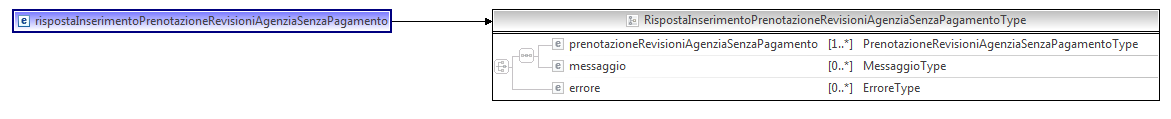 e rispostaInserimentoPrenotazioneRevisioniAgenziaSenzaPagamento
RispostaInserimentoPrenotazioneRevisioniAgenziaSenzaPagamentoType
e prenotazioneRevisioniAgenziaSenzaPagamento [1..*] PrenotazioneRevisioniAgenziaSenzaPagamentoType
e messaggio [0..*] MessaggioType
e errore [0..*] ErroreType